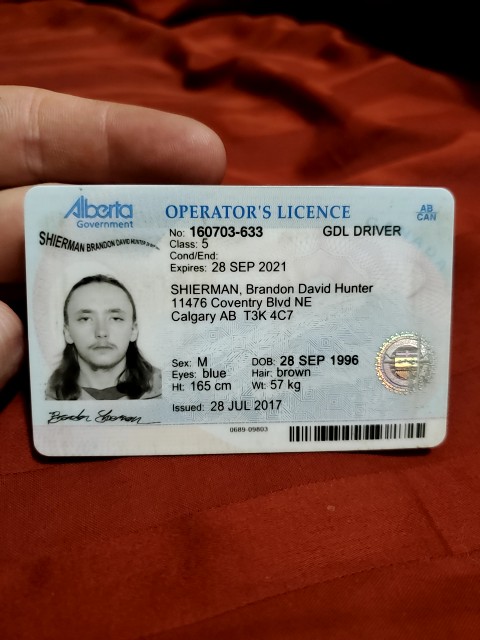 Alberta
Government
OPERATOR'S LICENCE
AB
CAN
No: 160703-633 GDL DRIVER
Class: 5
Cond/End:
Expires: 28 SEP 2021
SHIERMAN BRANDON DAVID HUNTER
SHIERMAN, Brandon David Hunter
11476 Coventry Blvd NE
Calgary AB T3K 4C7
Sex: M DOB: 28 SEP 1996
Eyes: blue Hair: brown
Ht: 165 cm Wt: 57 kg
Issued: 28 JUL 2017
Brandon Shierman
0689-09803